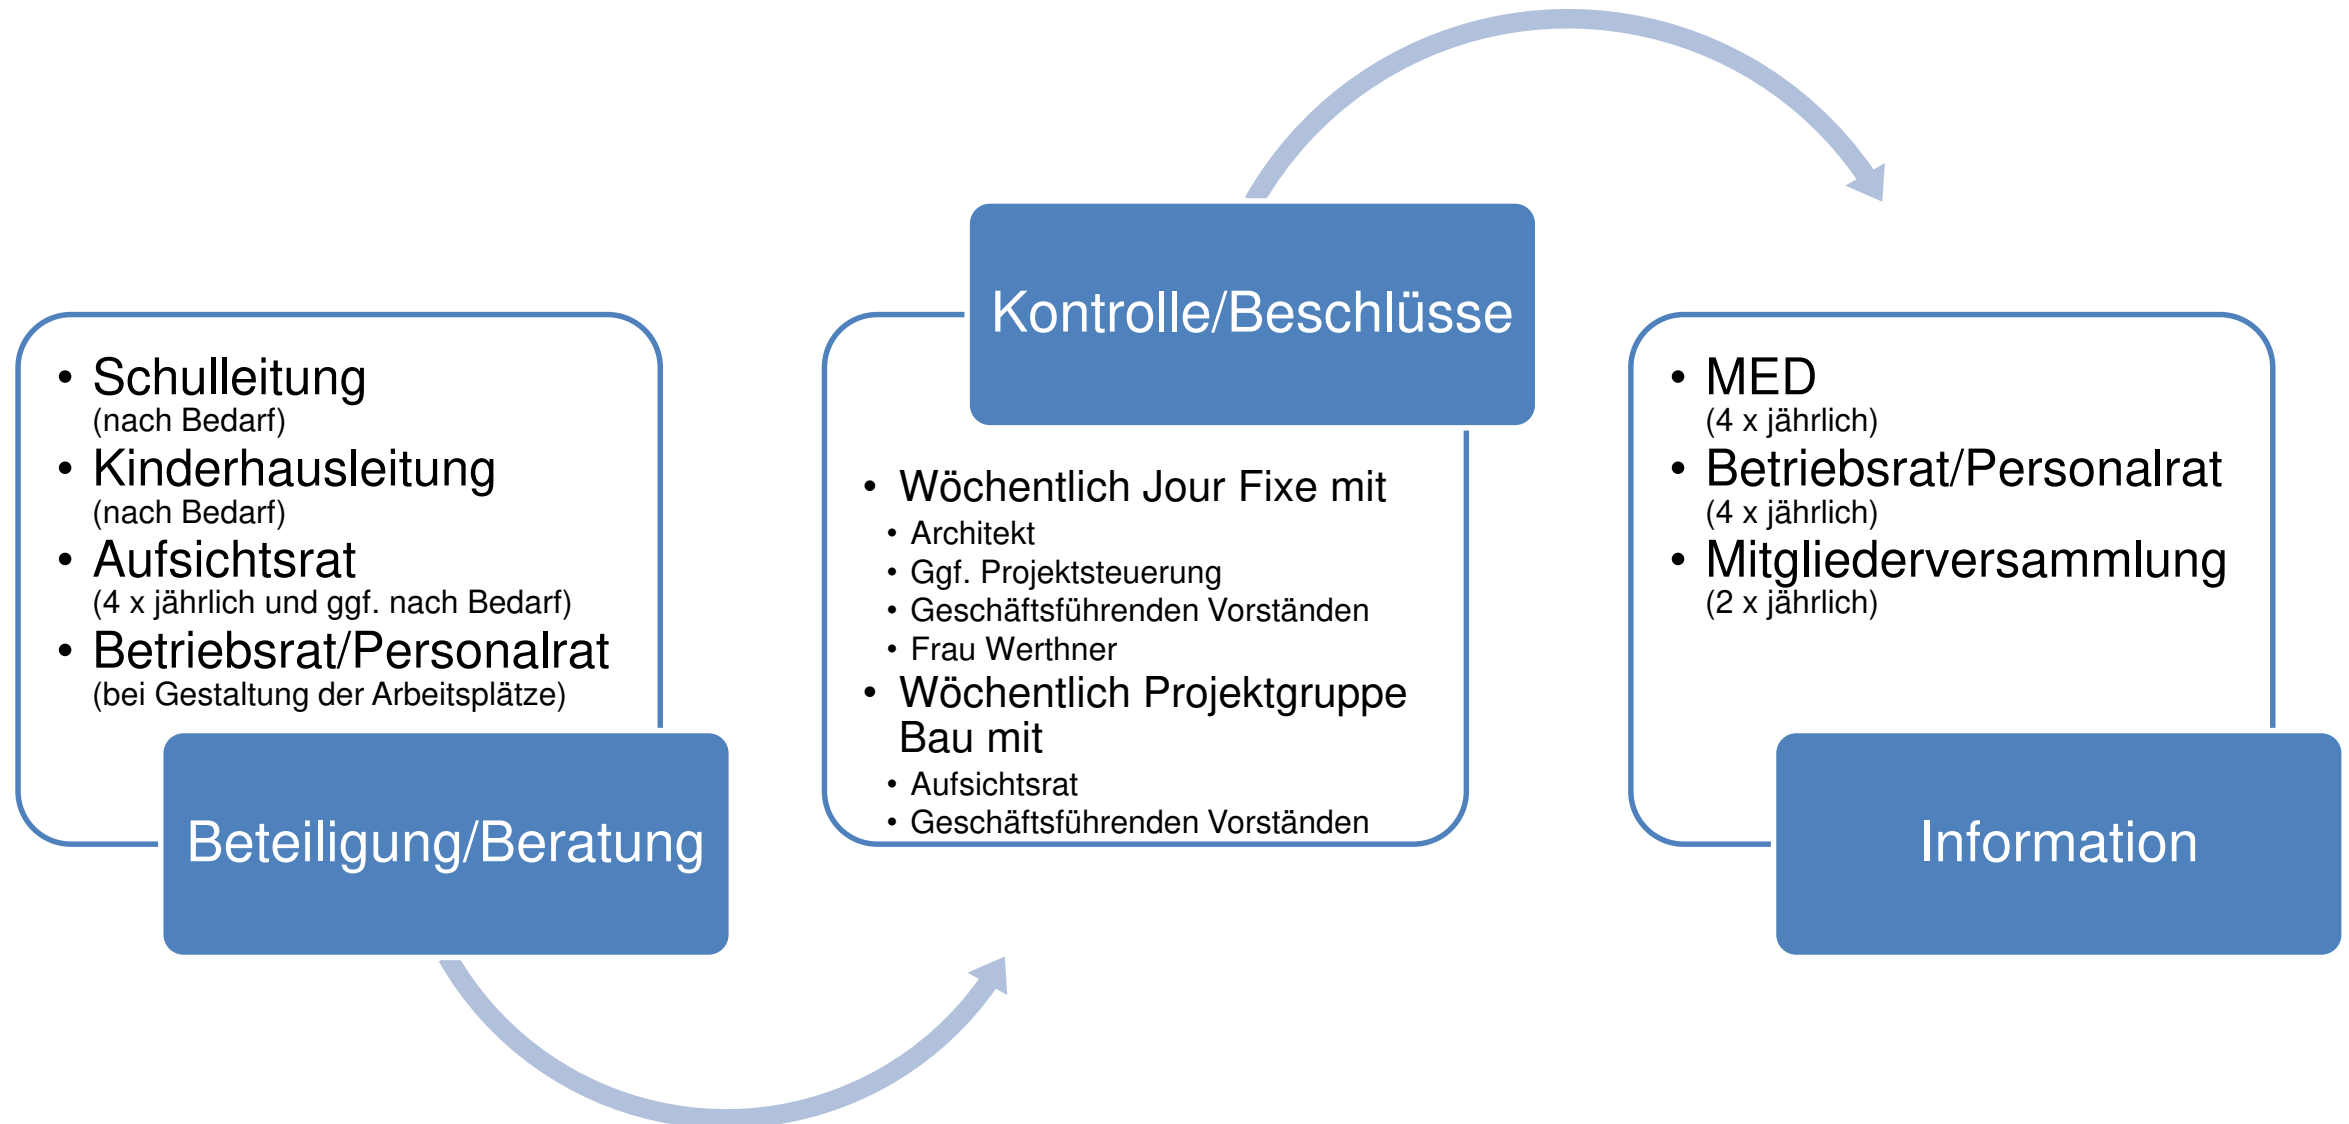 • Schulleitung
(nach Bedarf)
• Kinderhausleitung
(nach Bedarf)
• Aufsichtsrat
(4 x jährlich und ggf. nach Bedarf)
• Betriebsrat/Personalrat
(bei Gestaltung der Arbeitsplätze)
Beteiligung/Beratung
Kontrolle/Beschlüsse
• Wöchentlich Jour Fixe mit
• Architekt
• Ggf. Projektsteuerung
• Geschäftsführenden Vorständen
• Frau Werthner
• Wöchentlich Projektgruppe
Bau mit
• Aufsichtsrat
• Geschäftsführenden Vorständen
• MED
(4 x jährlich)
• Betriebsrat/Personalrat
(4 x jährlich)
• Mitgliederversammlung
(2 x jährlich)
Information